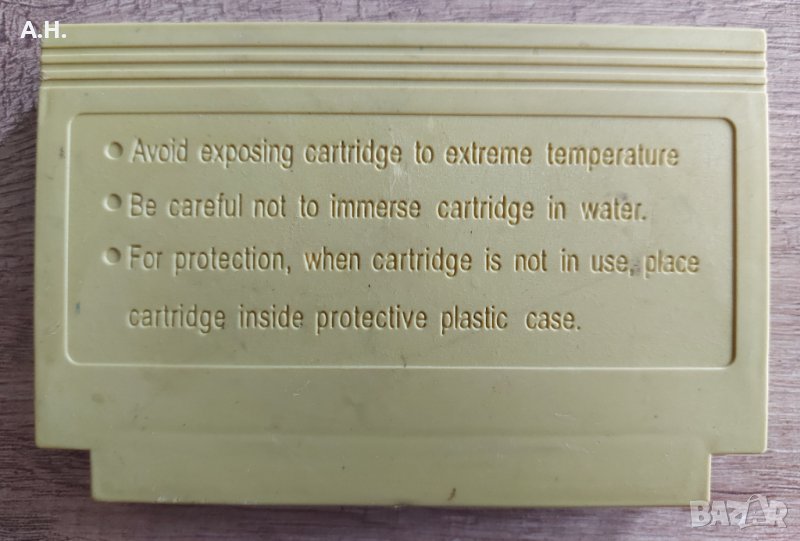 A.H.
Avoid exposing cartridge to extreme temperature
Be careful not to immerse cartridge in water.
For protection, when cartridge is not in use, place
cartridge inside protective plastic case.
BAZAR